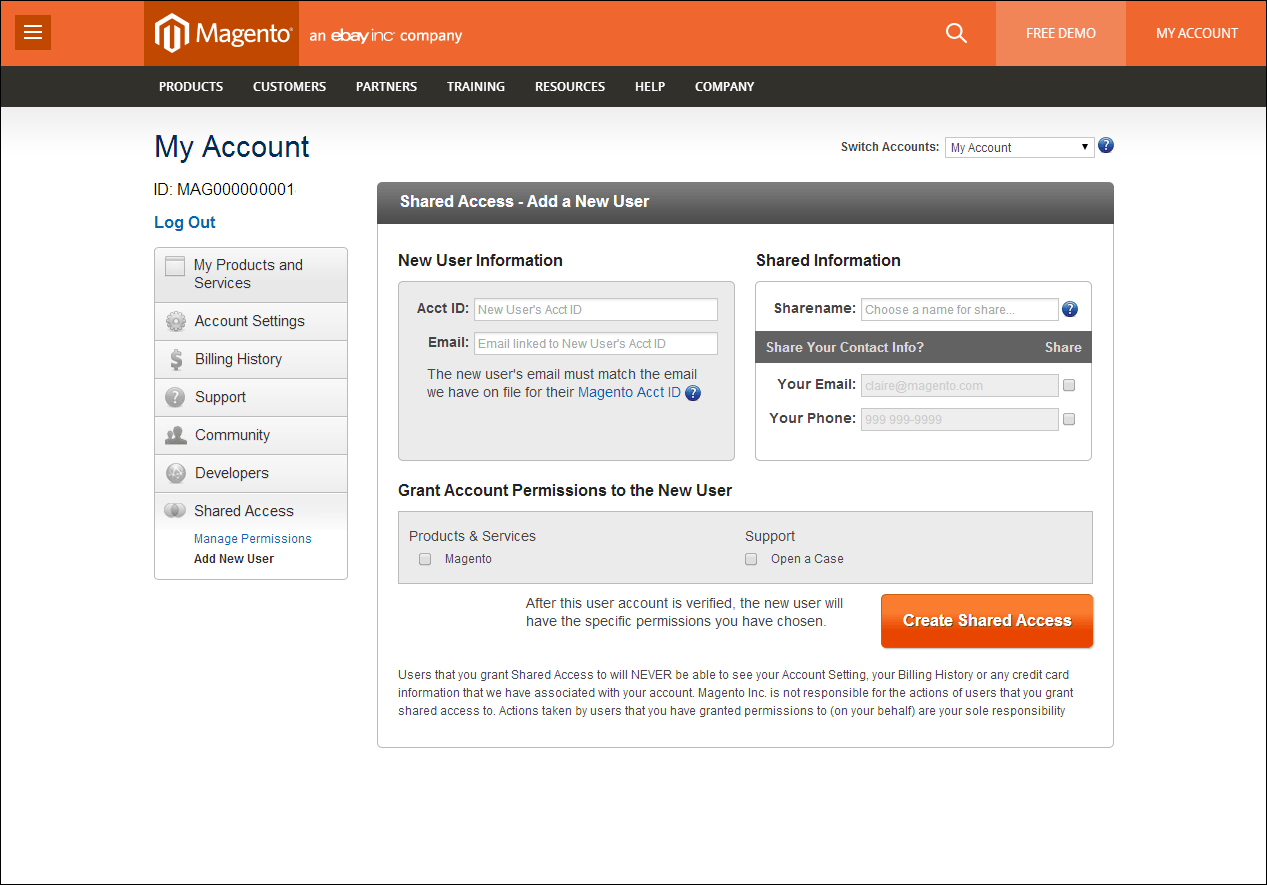 Magento
an ebay inc company
FREE DEMO
MY ACCOUNT
PRODUCTS
CUSTOMERS
PARTNERS
TRAINING
RESOURCES
HELP
COMPANY
My Account
Switch Accounts: My Account ?
ID: MAG000000001
Log Out
My Products and
Services
Account Settings
$ Billing History
? Support
Community
Developers
Shared Access
Manage Permissions
Add New User
Shared Access - Add a New User
New User Information
Acct ID: New User's Acct ID
Email: Email linked to New User's Acct ID
The new user's email must match the email
we have on file for their Magento Acct ID ?
Shared Information
Sharename: Choose a name for share... ?
Share Your Contact Info? Share
Your Email: claire@magento.com
Your Phone: 999 999-9999
Grant Account Permissions to the New User
Products & Services
Magento
Support
Open a Case
After this user account is verified, the new user will
have the specific permissions you have chosen.
Create Shared Access
Users that you grant Shared Access to will NEVER be able to see your Account Setting, your Billing History or any credit card
information that we have associated with your account. Magento Inc. is not responsible for the actions of users that you grant
shared access to. Actions taken by users that you have granted permissions to (on your behalf) are your sole responsibility